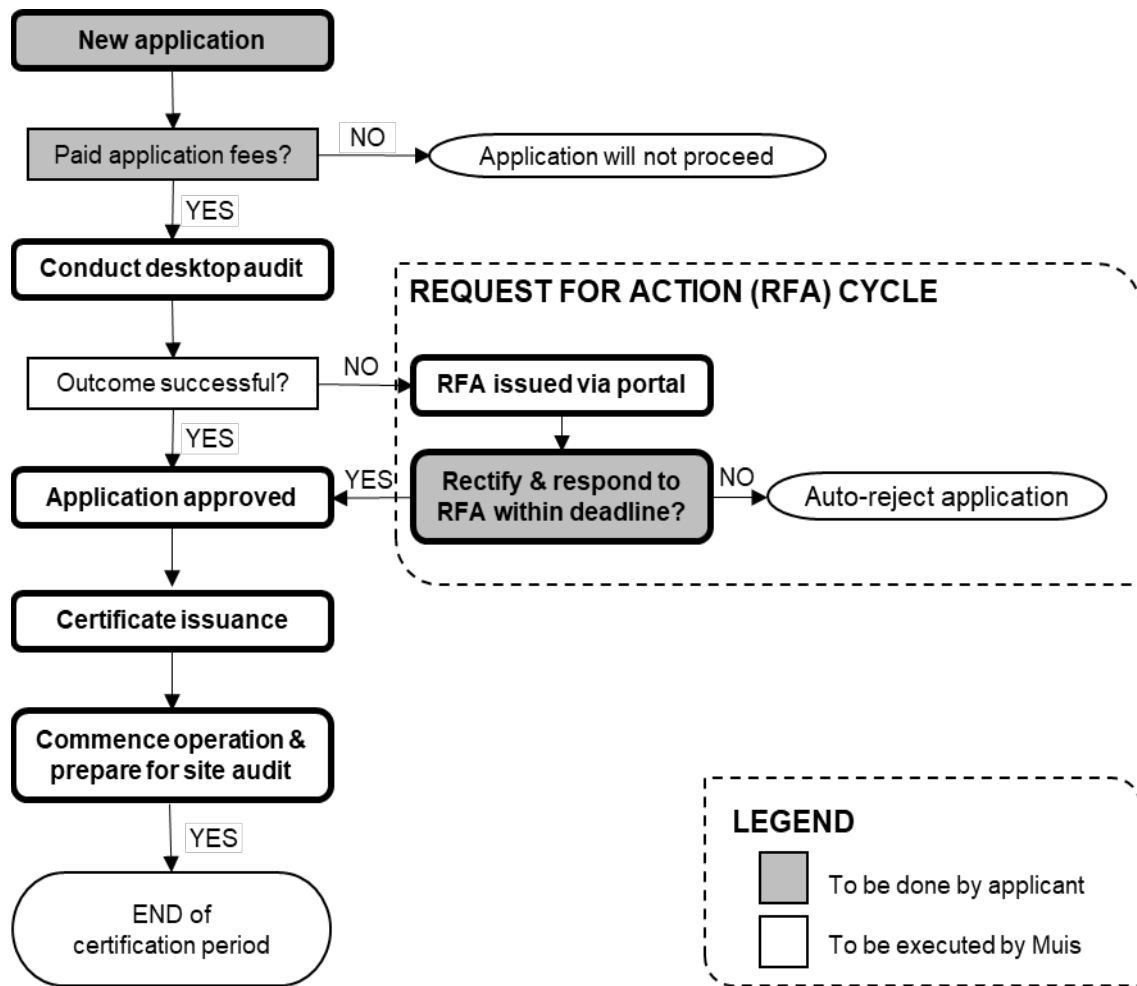 New application
Paid application fees?
NO
Application will not proceed
YES
Conduct desktop audit
REQUEST FOR ACTION (RFA) CYCLE
Outcome successful?
NO
RFA issued via portal
YES
Application approved
YES
Rectify & respond to
RFA within deadline?
NO
Auto-reject application
Certificate issuance
Commence operation &
prepare for site audit
YES
END of
certification period
LEGEND
To be done by applicant
To be executed by Muis